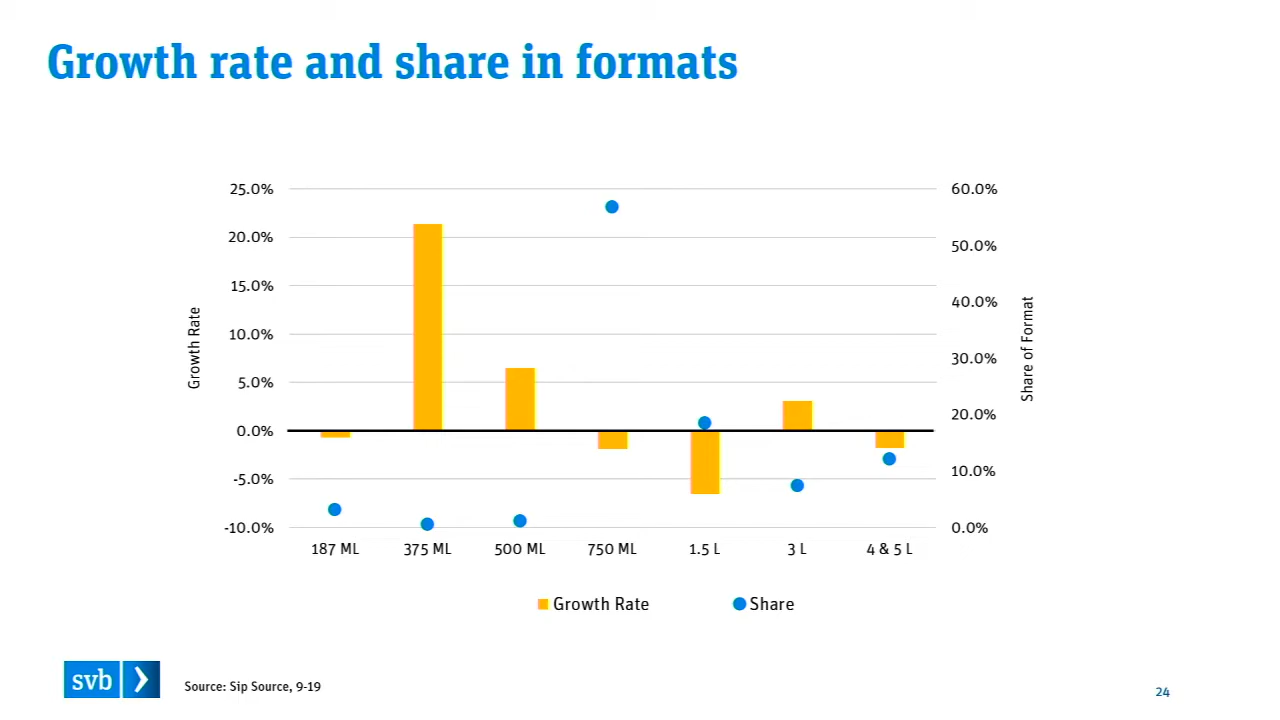 Growth rate and share in formats
25.0%
20.0%
15.0%
10.0%
5.0%
0.0%
-5.0%
-10.0%
Growth Rate
60.0%
50.0%
40.0%
30.0%
20.0%
10.0%
0.0%
Share of Format
187 ML 375 ML 500 ML 750 ML 1.5 L 3 L 4 & 5 L
Growth Rate Share
svb
Source: Sip Source, 9-19
24